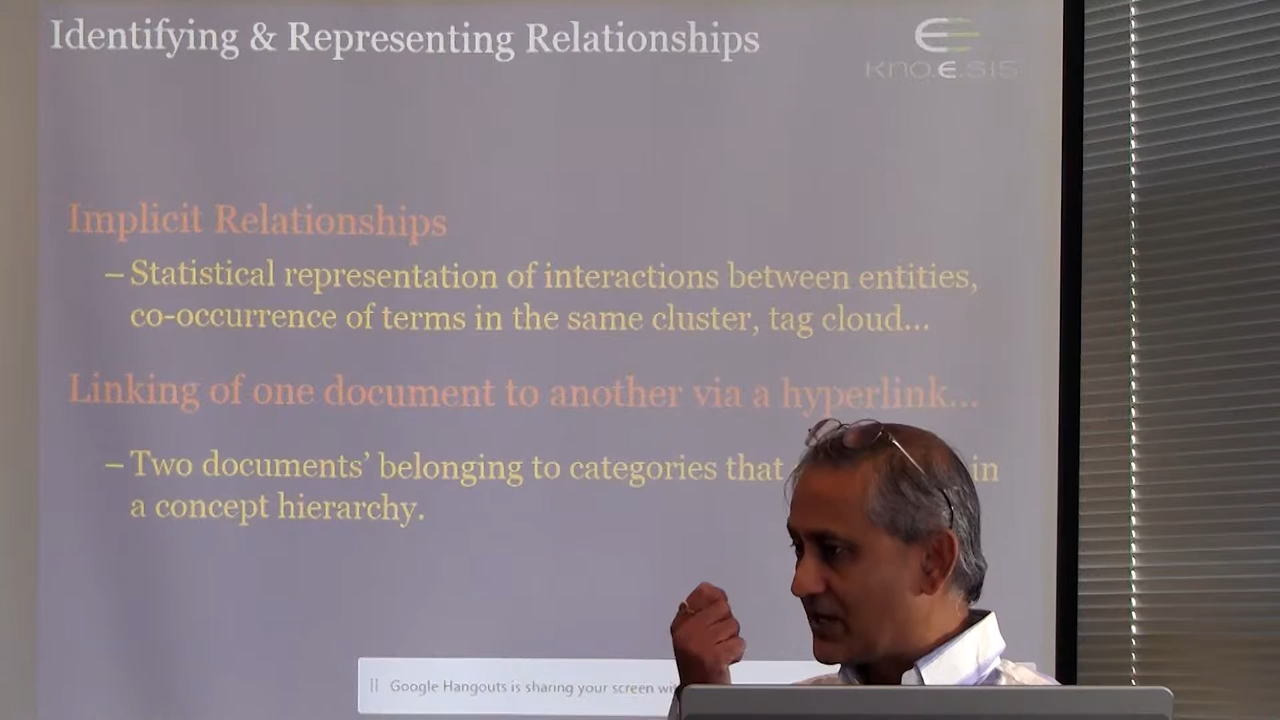 Identifying & Representing Relationships
kno.e.sis
Implicit Relationships
– Statistical representation of interactions between entities,
co-occurrence of terms in the same cluster, tag cloud...
Linking of one document to another via a hyperlink...
– Two documents’ belonging to categories that in
a concept hierarchy.
Google Hangouts is sharing your screen